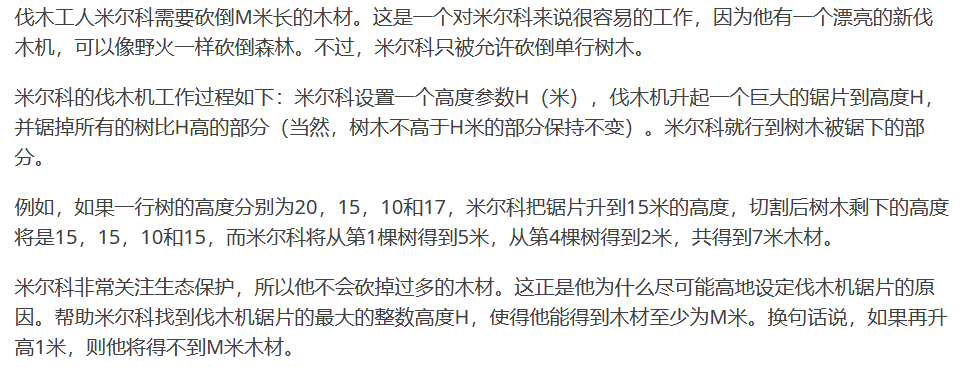 伐木工人米尔科需要砍倒M米长的木材。这是一个对米尔科来说很容易的工作，因为他有一个漂亮的新伐
木机，可以像野火一样砍倒森林。不过，米尔科只被允许砍倒单行树木。
米尔科的伐木机工作过程如下：米尔科设置一个高度参数H（米），伐木机升起一个巨大的锯片到高度H，
并锯掉所有的树比H高的部分（当然，树木不高于H米的部分保持不变）。米尔科就行到树木被锯下的部
分。
例如，如果一行树的高度分别为20，15，10和17，米尔科把锯片升到15米的高度，切割后树木剩下的高度
将是15，15，10和15，而米尔科将从第1棵树得到5米，从第4棵树得到2米，共得到7米木材。
米尔科非常关注生态保护，所以他不会砍掉过多的木材。这正是他为什么尽可能高地设定伐木机锯片的原
因。帮助米尔科找到伐木机锯片的最大的整数高度H，使得他能得到木材至少为M米。换句话说，如果再升
高1米，则他将得不到M米木材。